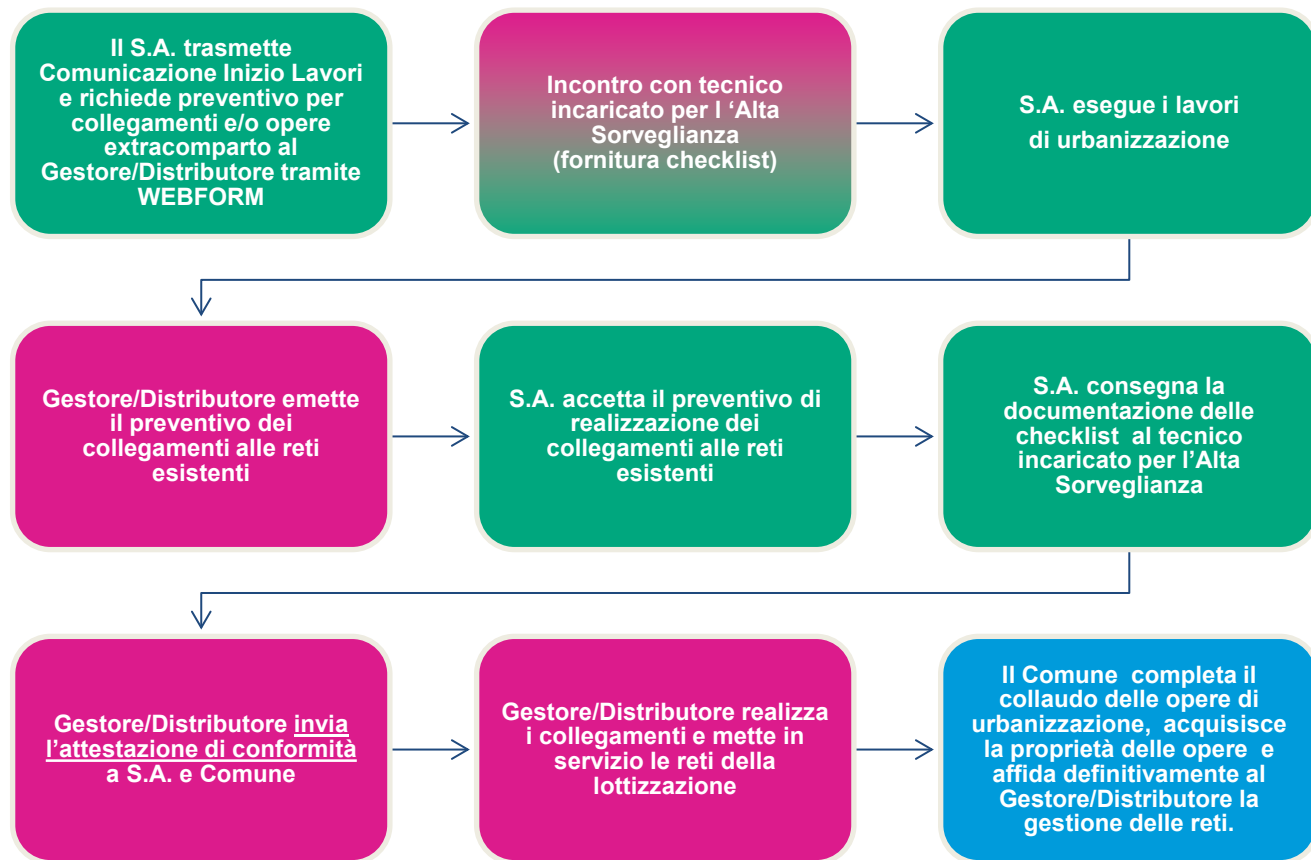 Il S.A. trasmette
Comunicazione Inizio Lavori
e richiede preventivo per
collegamenti e/o opere
extracomparto al
Gestore/Distributore tramite
WEBFORM
Incontro con tecnico
incaricato per l ‘Alta
Sorveglianza
(fornitura checklist)
S.A. esegue i lavori
di urbanizzazione
Gestore/Distributore emette
il preventivo dei
collegamenti alle reti
esistenti
S.A. accetta il preventivo di
realizzazione dei
collegamenti alle reti
esistenti
S.A. consegna la
documentazione delle
checklist al tecnico
incaricato per l’Alta
Sorveglianza
Gestore/Distributore invia
l’attestazione di conformità
a S.A. e Comune
Gestore/Distributore realizza
i collegamenti e mette in
servizio le reti della
lottizzazione
Il Comune completa il
collaudo delle opere di
urbanizzazione, acquisisce
la proprietà delle opere e
affida definitivamente al
Gestore/Distributore la
gestione delle reti.